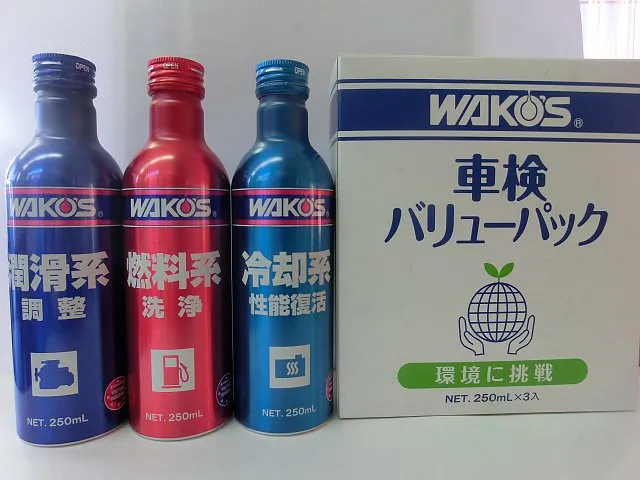 OPEN
WAKO'S®
潤滑系
調整
NET. 250mL
OPEN
WAKO'S®
燃料系
洗浄
NET. 250mL
OPEN
WAKO'S®
冷却系
性能復活
NET. 250mL
WAKO'S®
車検
バリューパック
環境に挑戦
NET. 250mL×3入